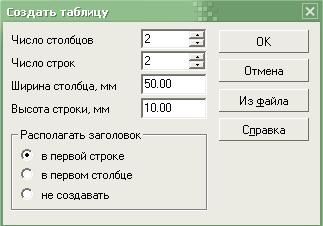 Создать таблицу
Число столбцов 2 OK
Число строк 2 Отмена
Ширина столбца, мм 50.00 Из файла
Высота строки, мм 10.00 Справка
Располагать заголовок
в первой строке
в первом столбце
не создавать